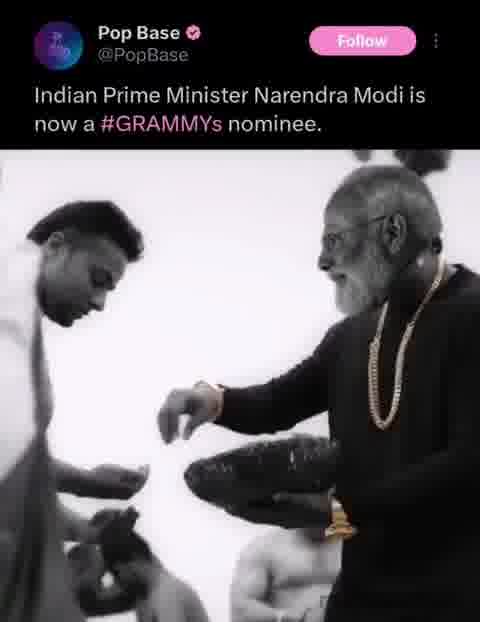 Pop Base
@PopBase
Follow
Indian Prime Minister Narendra Modi is
now a #GRAMMYs nominee.